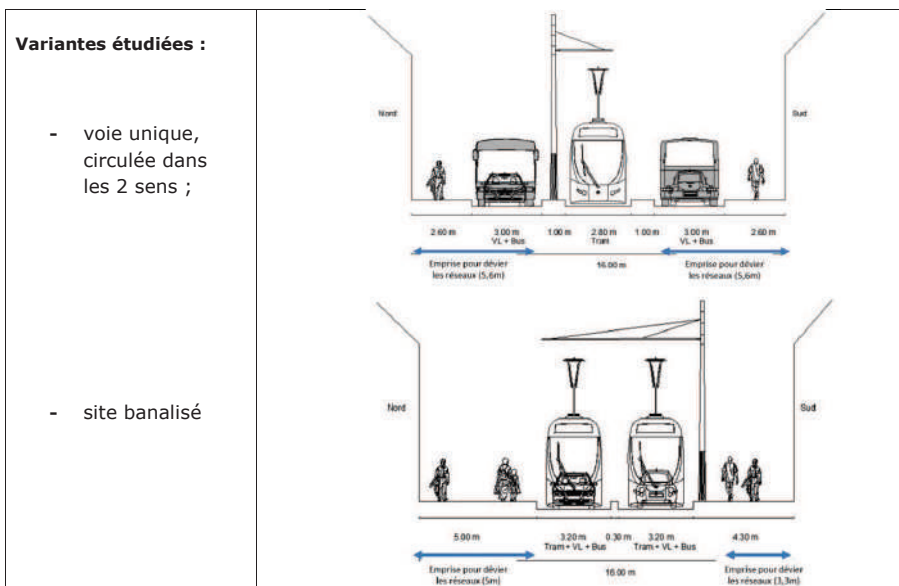 Variantes étudiées :
- voie unique,
circulée dans
les 2 sens ;
Nord
Sud
2.60 m 3.00 m 1.00 m 2.80 m 1.00 m 3.00 m 2.60 m
VL + Bus Tram VL + Bus
Emprise pour dévier 16.00 m Emprise pour dévier
les réseaux (5,6m) les réseaux (5,6m)
- site banalisé
Nord
Sud
5.00 m 3.20 m 0.30 m 3.20 m 4.30 m
Tram + VL + Bus Tram + VL + Bus
Emprise pour dévier 16.00 m Emprise pour dévier
les réseaux (5m) les réseaux (3,3m)